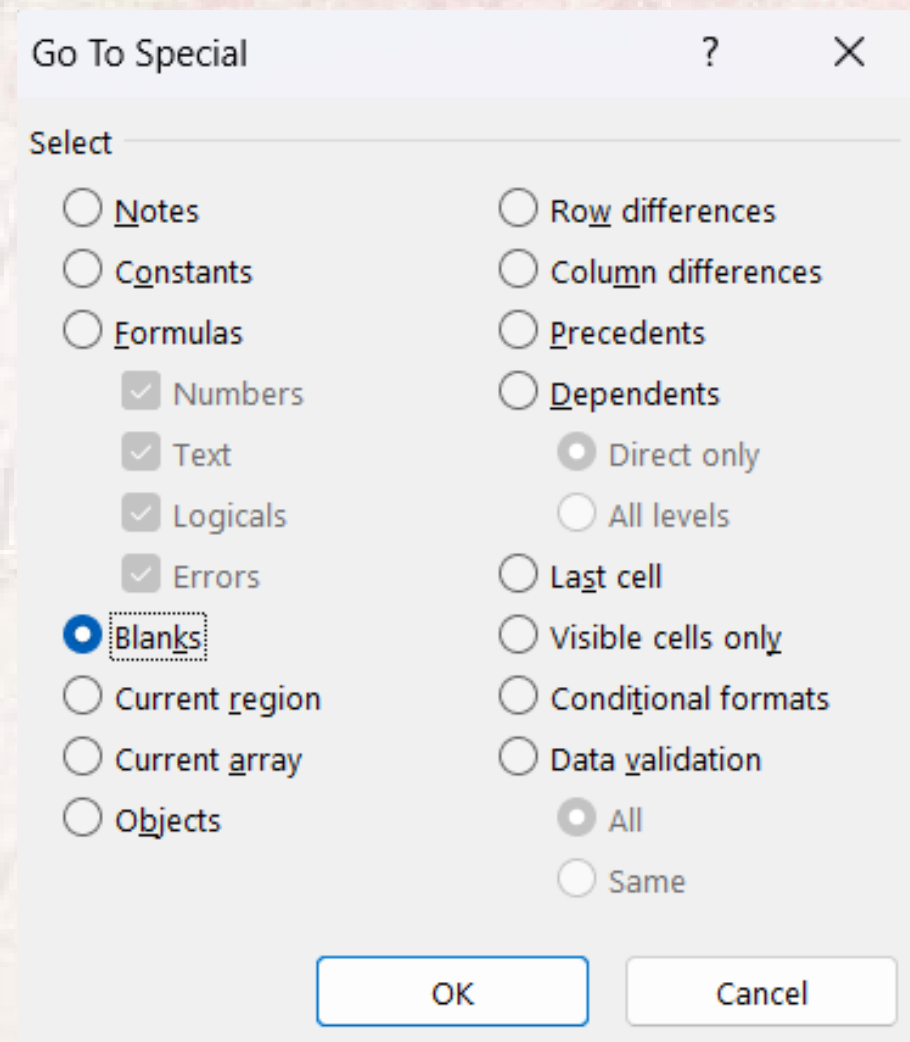 Go To Special ?
Select
Notes
Constants
Formulas
Numbers
Text
Logicals
Errors
Blanks
Current region
Current array
Objects
Row differences
Column differences
Precedents
Dependents
Direct only
All levels
Last cell
Visible cells only
Conditional formats
Data validation
All
Same
OK
Cancel